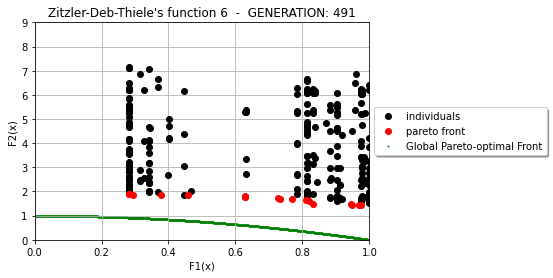 Zitzler-Deb-Thiele's function 6 - GENERATION: 491
F2(x)
9
8
7
6
5
4
3
2
1
0
0.0 0.2 0.4 0.6 0.8 1.0
F1(x)
individuals
pareto front
Global Pareto-optimal Front